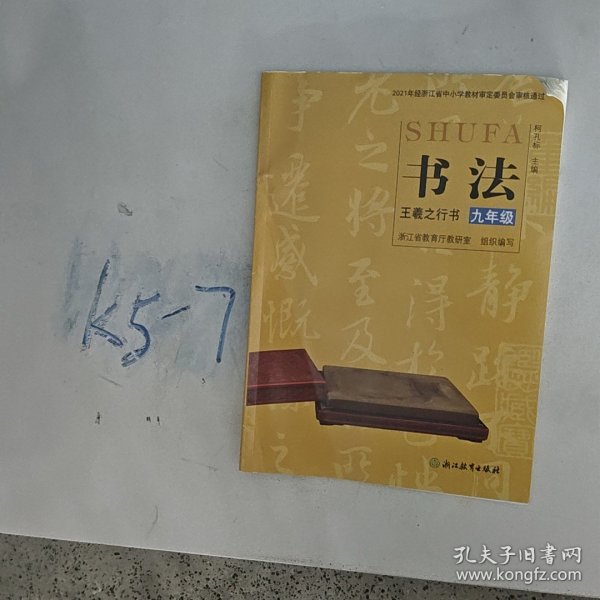 2021年经浙江省中小学教材审定委员会审核通过
SHUFA
柯孔标 主编
书法
王羲之行书 九年级
浙江省教育厅教研室 组织编写
K5-7
浙江教育出版社
孔夫子旧书网
www.kongfz.com